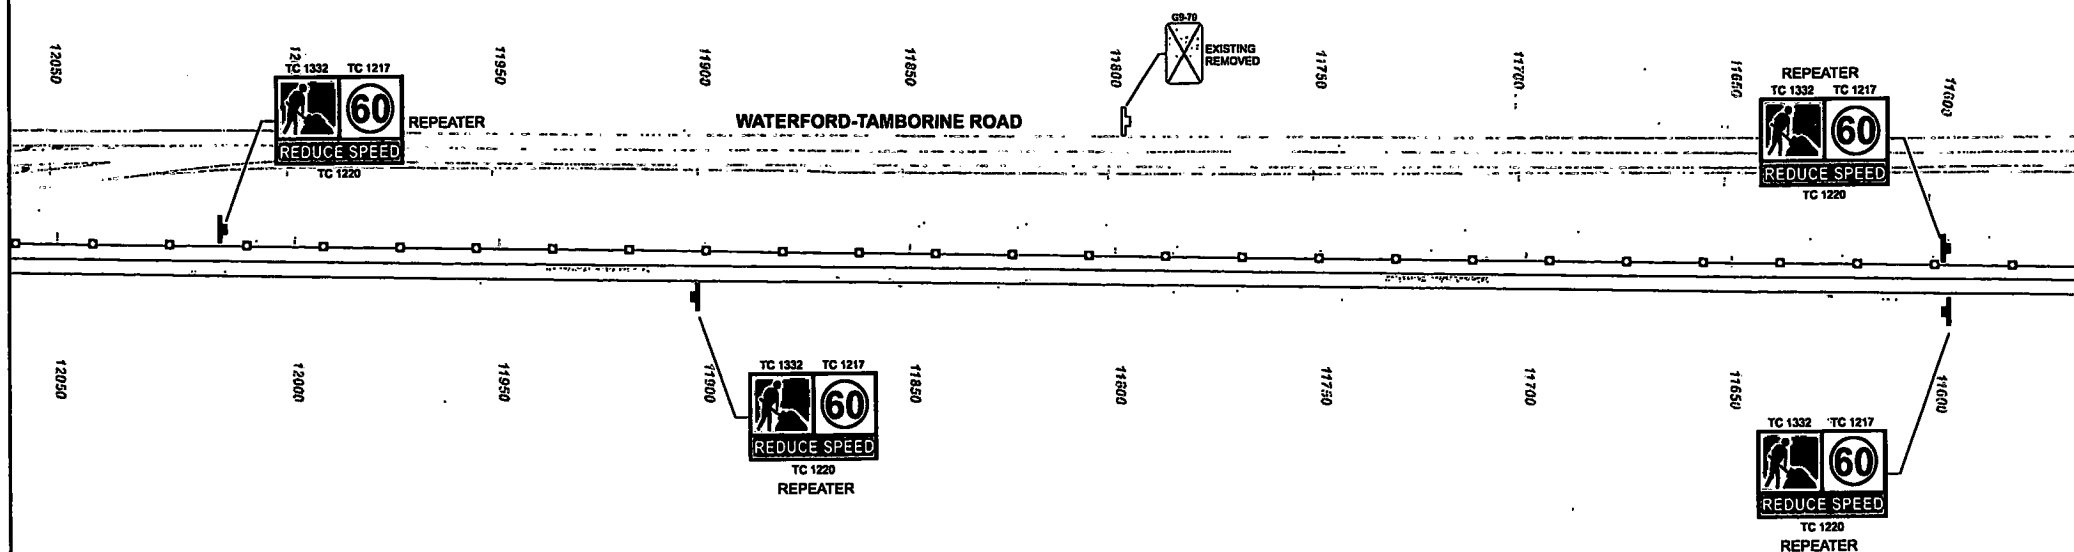 G9-79
EXISTING
REMOVED
12050
11950
11900
11850
11800
11750
11700
11650
11600
TC 1332 TC 1217
60
REDUCE SPEED
TC 1220
REPEATER
WATERFORD-TAMBORINE ROAD
REPEATER
TC 1332 TC 1217
60
REDUCE SPEED
TC 1220
12050
12000
11950
11900
11850
11800
11750
11700
11650
11600
TC 1332 TC 1217
60
REDUCE SPEED
TC 1220
REPEATER
TC 1332 TC 1217
60
REDUCE SPEED
TC 1220
REPEATER